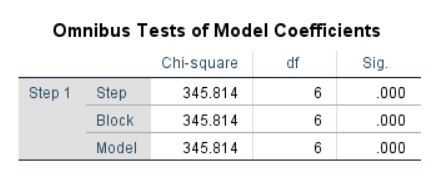 Omnibus Tests of Model Coefficients
Chi-square df Sig.
Step 1 Step 345.814 6 .000
Block 345.814 6 .000
Model 345.814 6 .000